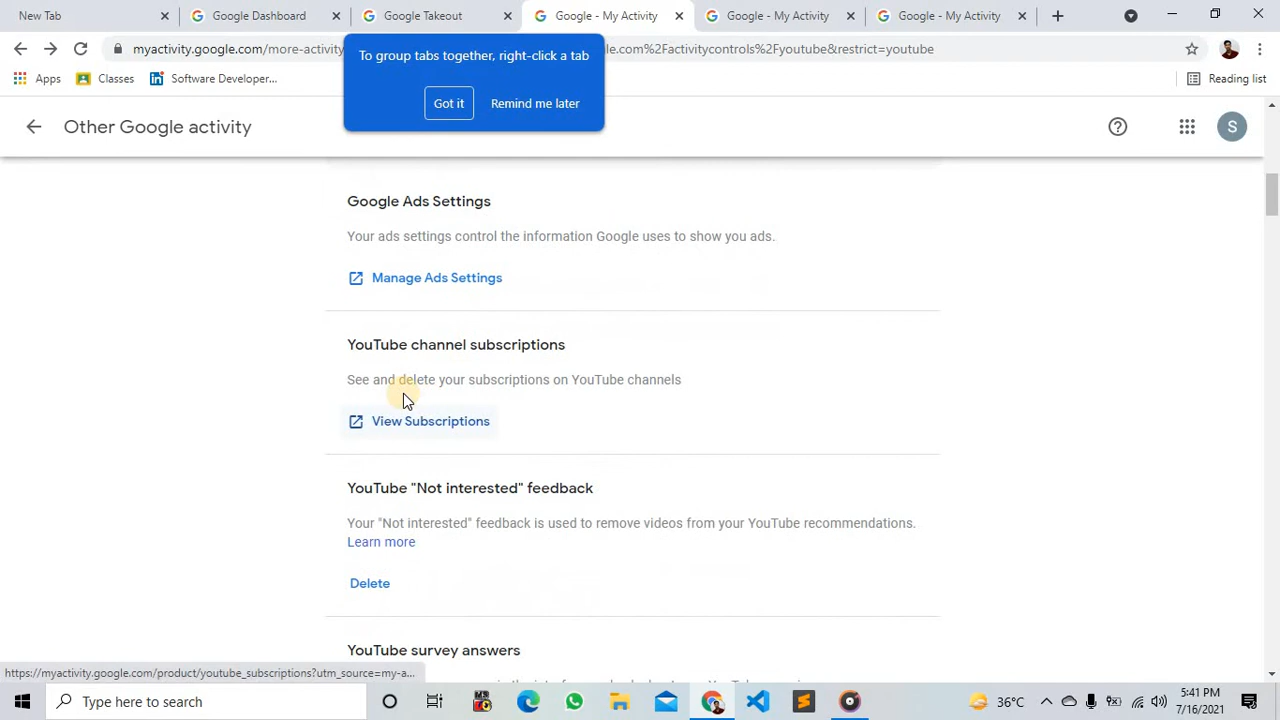 New Tab
Google Dashboard
Google Takeout
Google - My Activity
Google - My Activity
Google - My Activity
myactivity.google.com/more-activity
e.com%2Factivitycontrols%2Fyoutube&restrict=youtube
To group tabs together, right-click a tab
Got it
Remind me later
Apps
Classes
Software Developer...
Reading list
Other Google activity
S
Google Ads Settings
Your ads settings control the information Google uses to show you ads.
Manage Ads Settings
YouTube channel subscriptions
See and delete your subscriptions on YouTube channels
View Subscriptions
YouTube "Not interested" feedback
Your "Not interested" feedback is used to remove videos from your YouTube recommendations.
Learn more
Delete
YouTube survey answers
https://myactivity.google.com/product/youtube_subscriptions?utm_source=my-a...
Type here to search
36°C
5:41 PM
7/16/2021